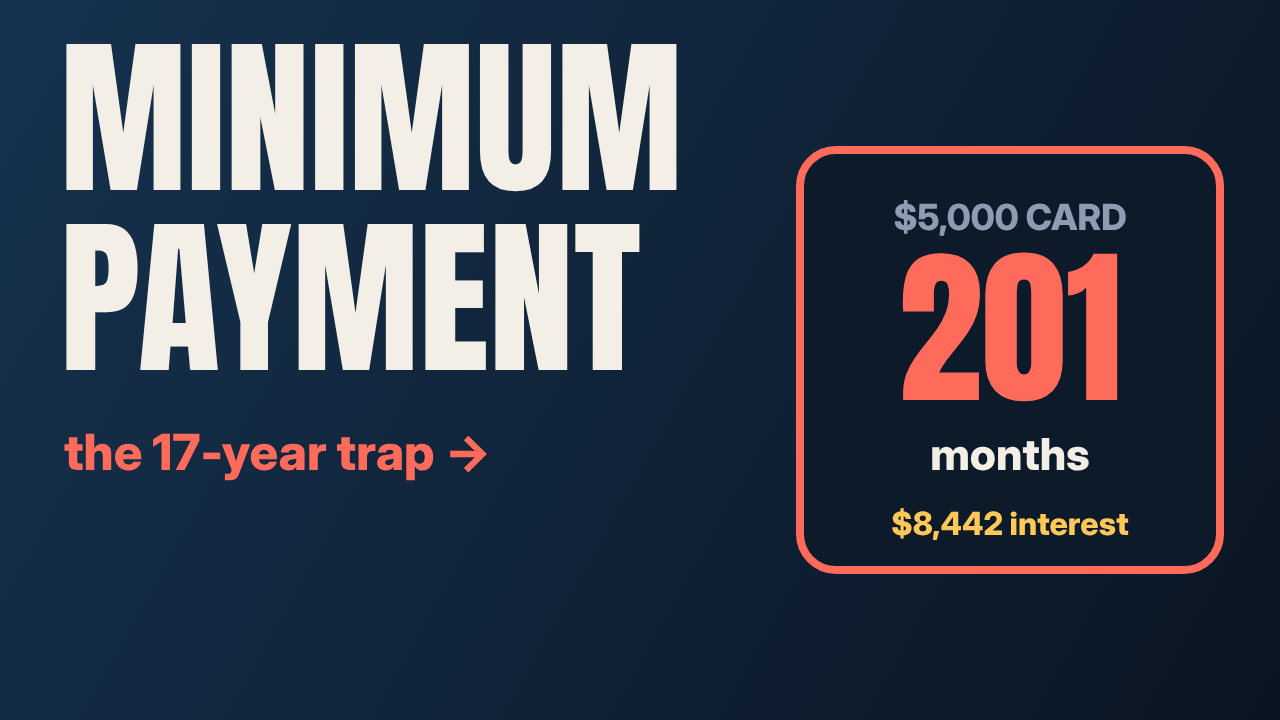 MINIMUM
PAYMENT
the 17-year trap →
$5,000 CARD
201
months
$8,442 interest